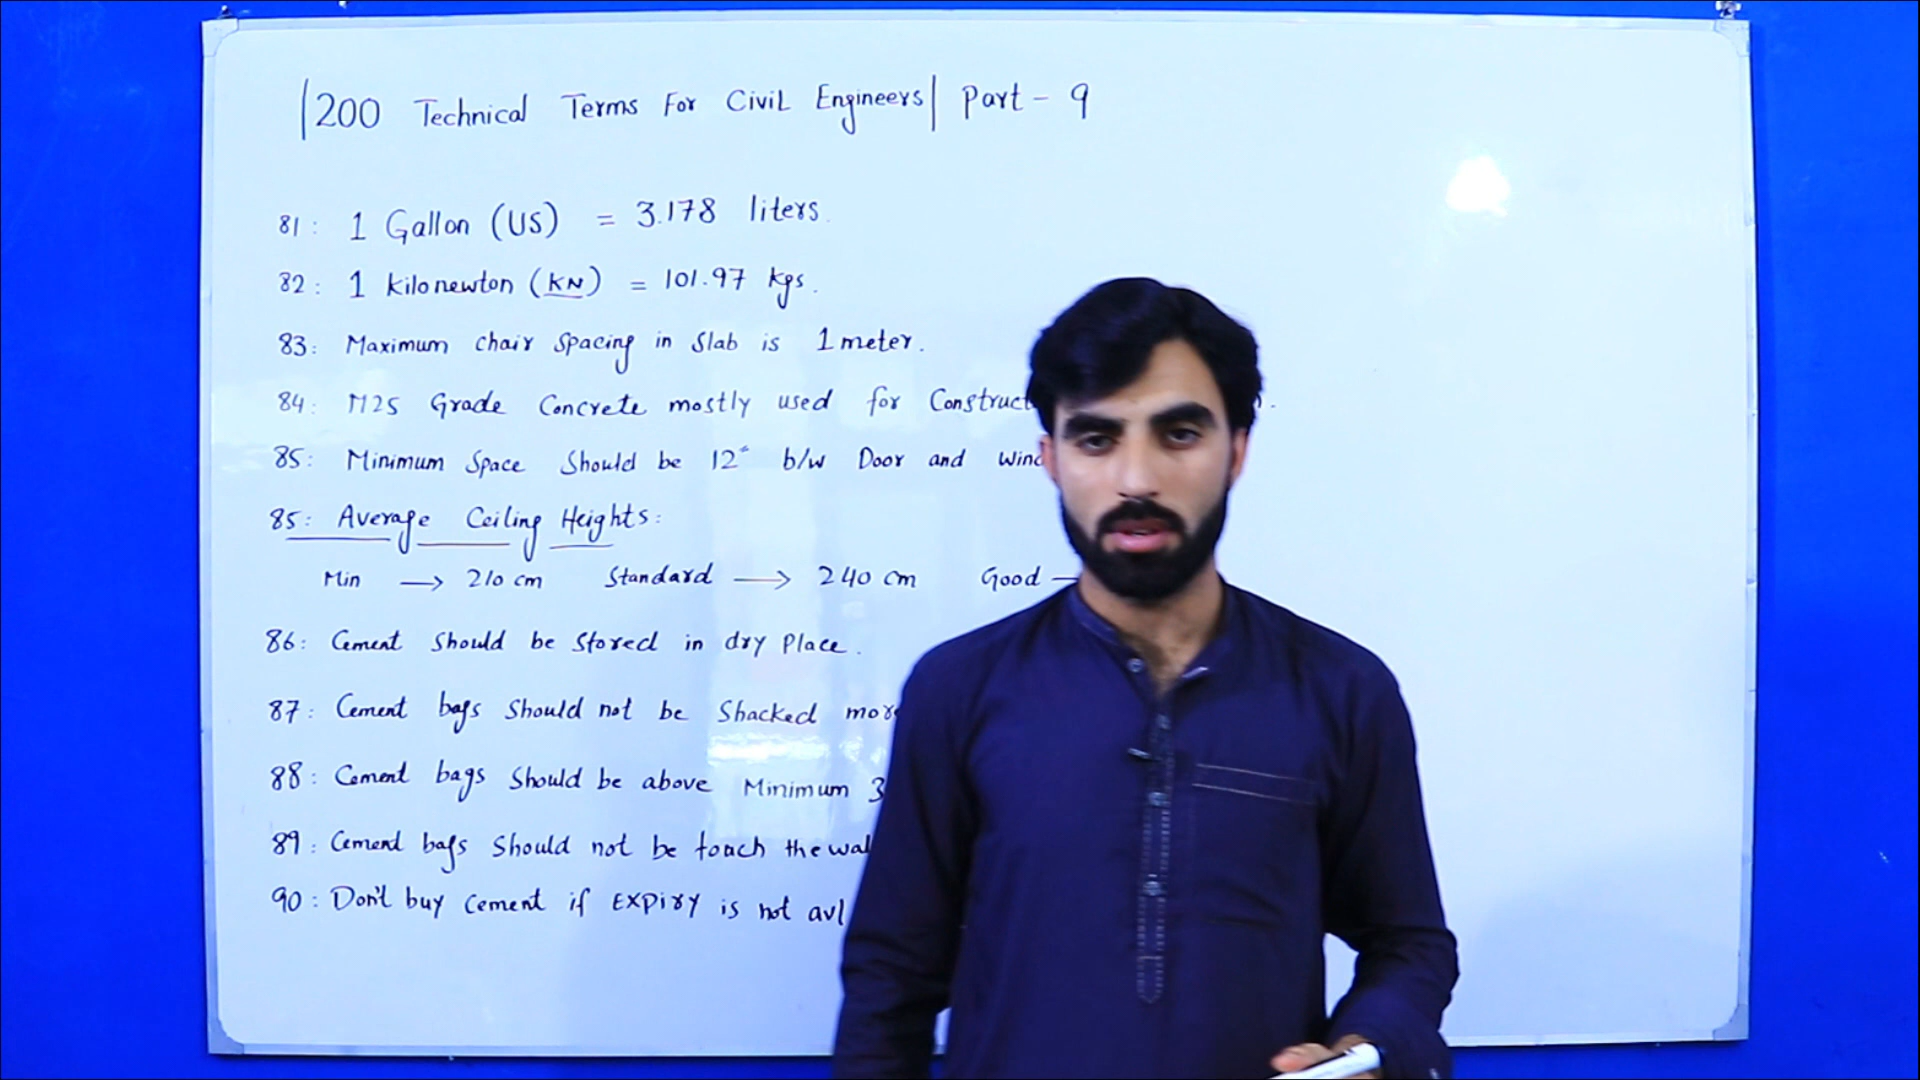 |200 Technical Terms For Civil Engineers| Part - 9
81: 1 Gallon (US) = 3.178 liters.
82: 1 kilonewton (KN) = 101.97 kgs.
83: Maximum chair Spacing in Slab is 1 meter.
84: M25 Grade Concrete mostly used for Construct
85: Minimum Space Should be 12" b/w Door and Wind
85: Average Ceiling Heights:
Min → 210 cm Standard → 240 cm Good →
86: Cement Should be Stored in dry Place.
87: Cement bags Should not be Shacked more
88: Cement bags Should be above Minimum 3
89: Cement bags Should not be touch the wal
90: Don't buy Cement if Expiry is not avl